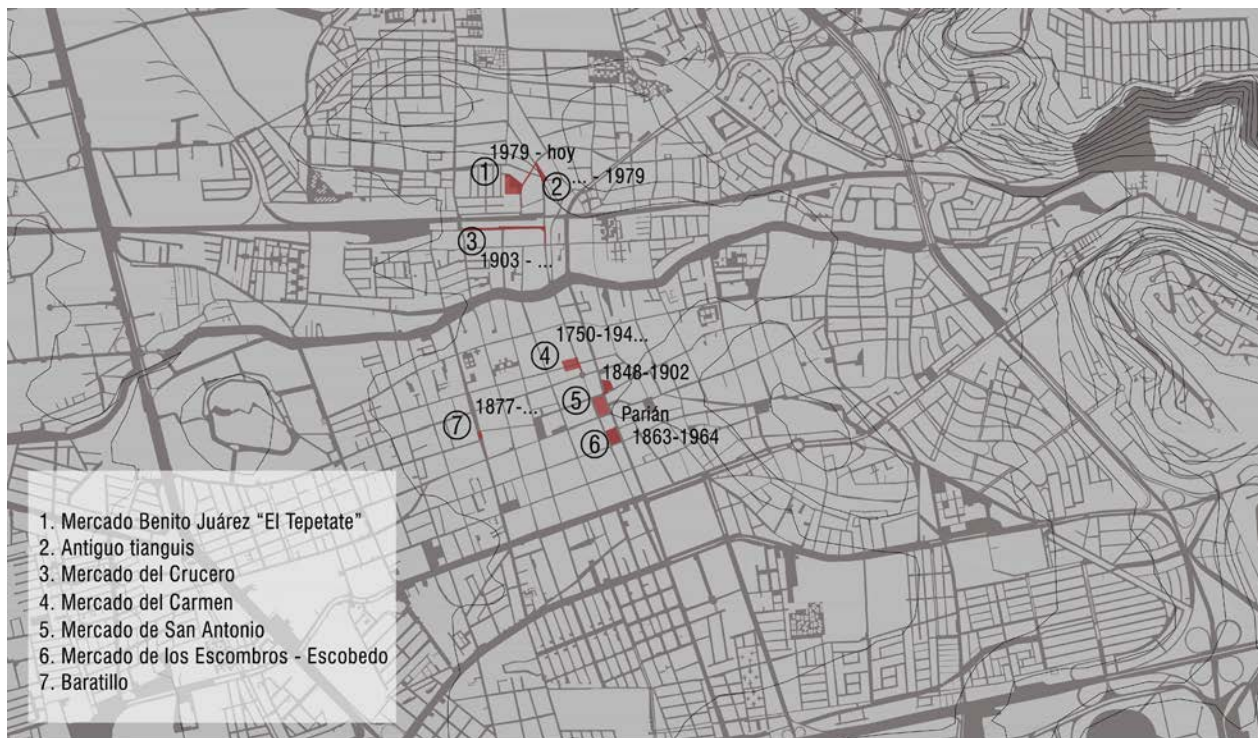 1979 - hoy
1
2
... - 1979
3
1903 - ...
1750-194...
4
1848-1902
5
1877-...
7
Parián
6
1863-1964
1. Mercado Benito Juárez “El Tepetate”
2. Antiguo tianguis
3. Mercado del Crucero
4. Mercado del Carmen
5. Mercado de San Antonio
6. Mercado de los Escombros - Escobedo
7. Baratillo